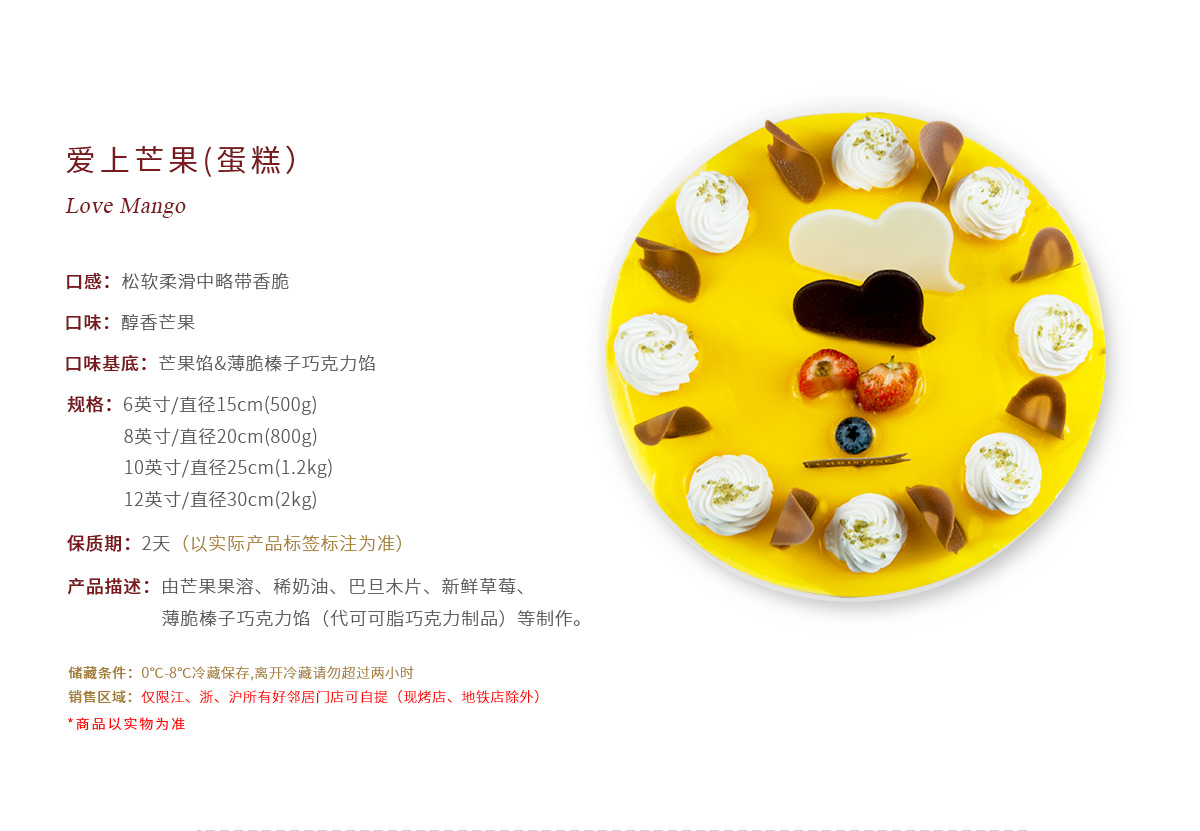 爱上芒果(蛋糕）
Love Mango
口感：松软柔滑中略带香脆
口味：醇香芒果
口味基底：芒果馅&薄脆榛子巧克力馅
规格：6英寸/直径15cm(500g)
8英寸/直径20cm(800g)
10英寸/直径25cm(1.2kg)
12英寸/直径30cm(2kg)
保质期：2天（以实际产品标签标注为准）
产品描述：由芒果果溶、稀奶油、巴旦木片、新鲜草莓、
薄脆榛子巧克力馅（代可可脂巧克力制品）等制作。
储藏条件：0℃-8℃冷藏保存,离开冷藏请勿超过两小时
销售区域：仅限江、浙、沪所有好邻居门店可自提（现烤店、地铁店除外）
*商品以实物为准
CHRISTINE